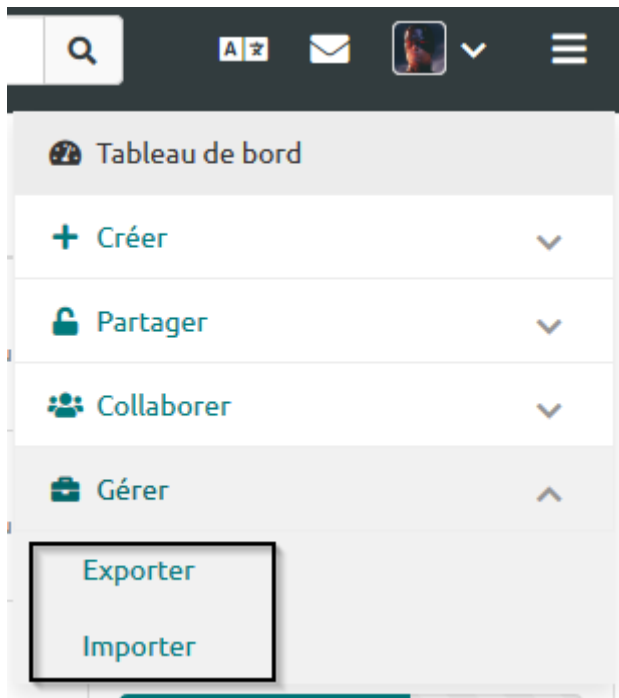 Tableau de bord
Créer
Partager
Collaborer
Gérer
Exporter
Importer